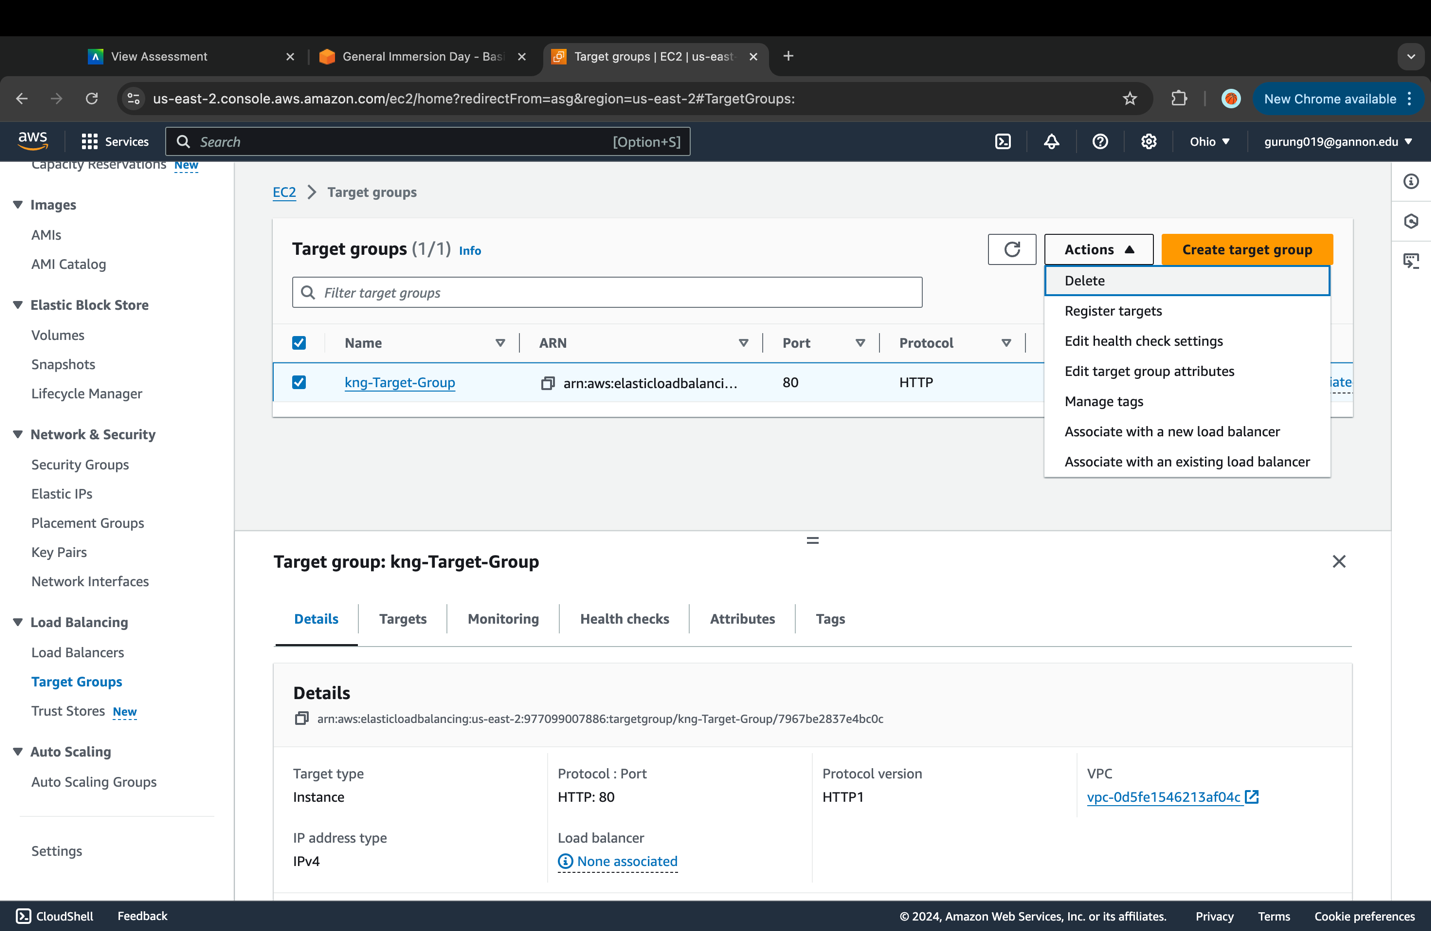 View Assessment
General Immersion Day - Bas
Target groups | EC2 | us-east
us-east-2.console.aws.amazon.com/ec2/home?redirectFrom=asg&region=us-east-2#TargetGroups:
New Chrome available
aws
Services
Search
[Option+S]
Ohio
gurung019@gannon.edu
Capacity Reservations New
Images
AMIs
AMI Catalog
Elastic Block Store
Volumes
Snapshots
Lifecycle Manager
Network & Security
Security Groups
Elastic IPs
Placement Groups
Key Pairs
Network Interfaces
Load Balancing
Load Balancers
Target Groups
Trust Stores New
Auto Scaling
Auto Scaling Groups
Settings
EC2 > Target groups
Target groups (1/1) Info
Actions
Create target group
Filter target groups
Delete
Register targets
Edit health check settings
Edit target group attributes
Manage tags
Associate with a new load balancer
Associate with an existing load balancer
Name ARN Port Protocol
kng-Target-Group arn:aws:elasticloadbalanci... 80 HTTP
iate
Target group: kng-Target-Group
Details Targets Monitoring Health checks Attributes Tags
Details
arn:aws:elasticloadbalancing:us-east-2:977099007886:targetgroup/kng-Target-Group/7967be2837e4bc0c
Target type
Instance
Protocol : Port
HTTP: 80
Protocol version
HTTP1
VPC
vpc-0d5fe1546213af04c
IP address type
IPv4
Load balancer
None associated
CloudShell Feedback
© 2024, Amazon Web Services, Inc. or its affiliates. Privacy Terms Cookie preferences